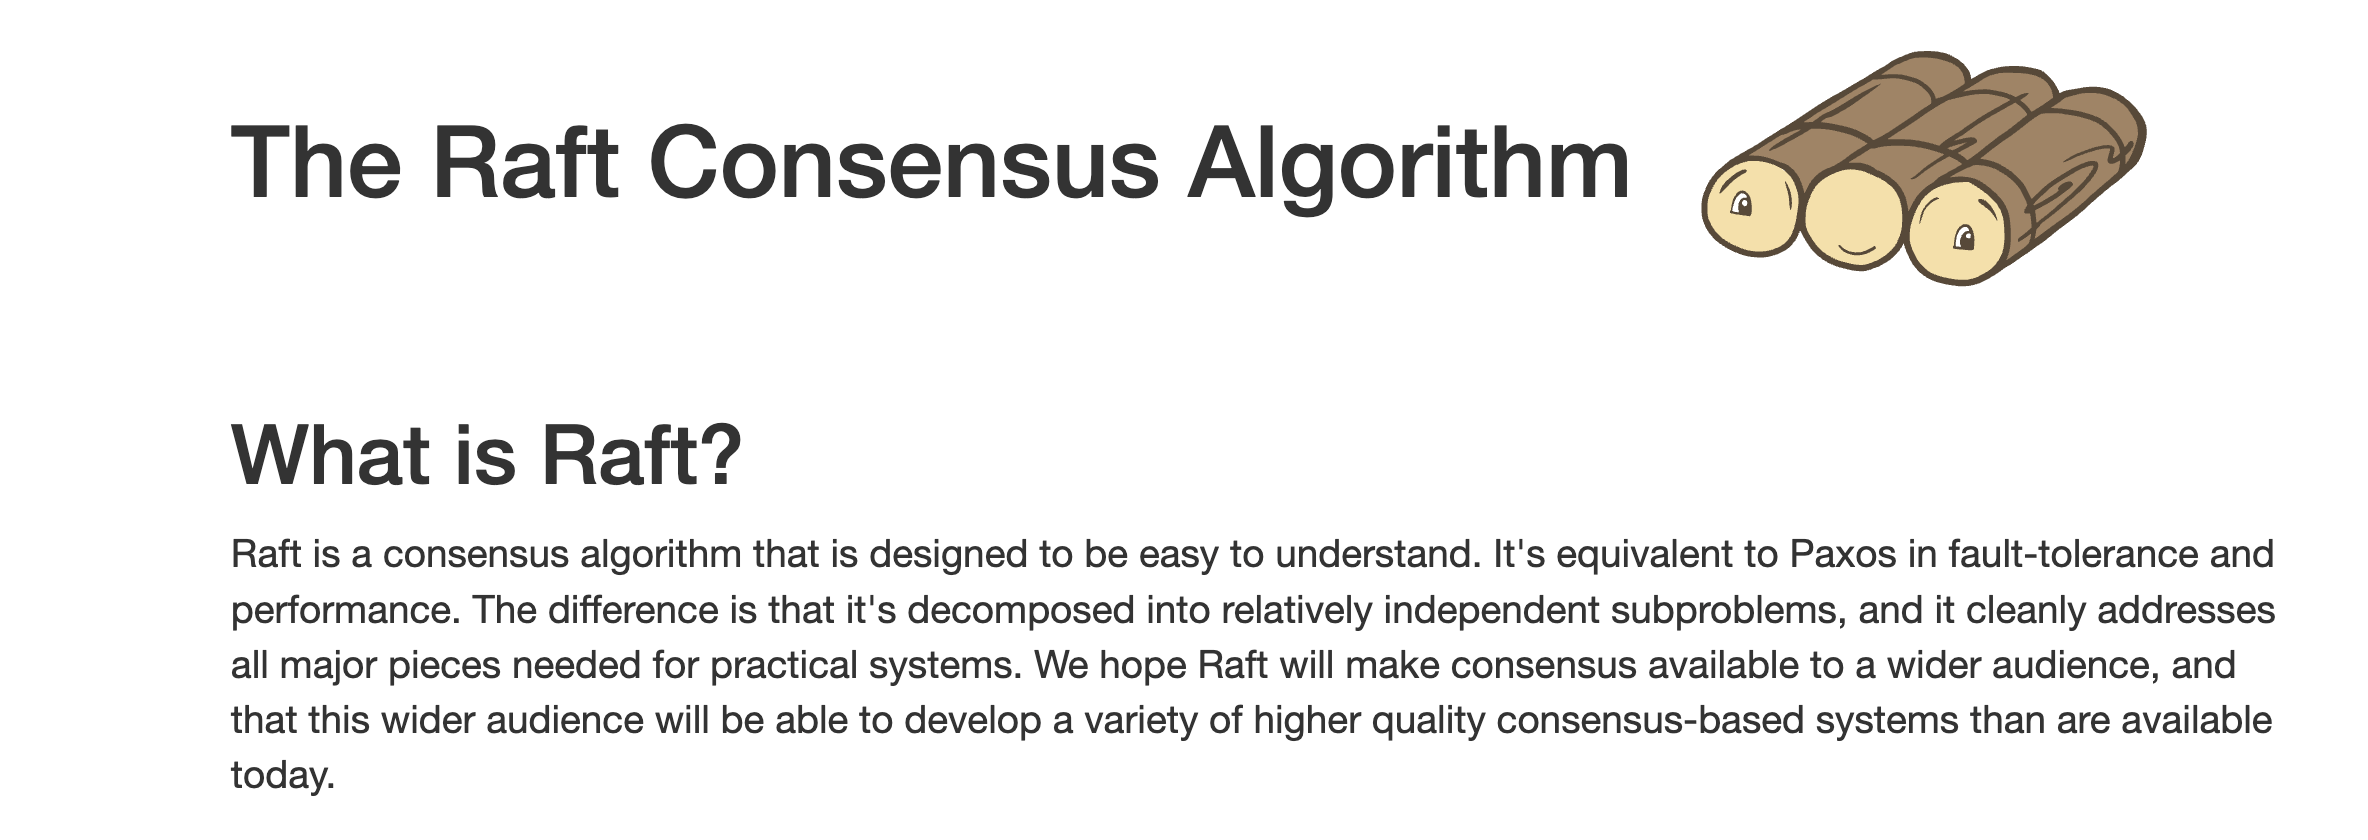 The Raft Consensus Algorithm
What is Raft?
Raft is a consensus algorithm that is designed to be easy to understand. It's equivalent to Paxos in fault-tolerance and
performance. The difference is that it's decomposed into relatively independent subproblems, and it cleanly addresses
all major pieces needed for practical systems. We hope Raft will make consensus available to a wider audience, and
that this wider audience will be able to develop a variety of higher quality consensus-based systems than are available
today.